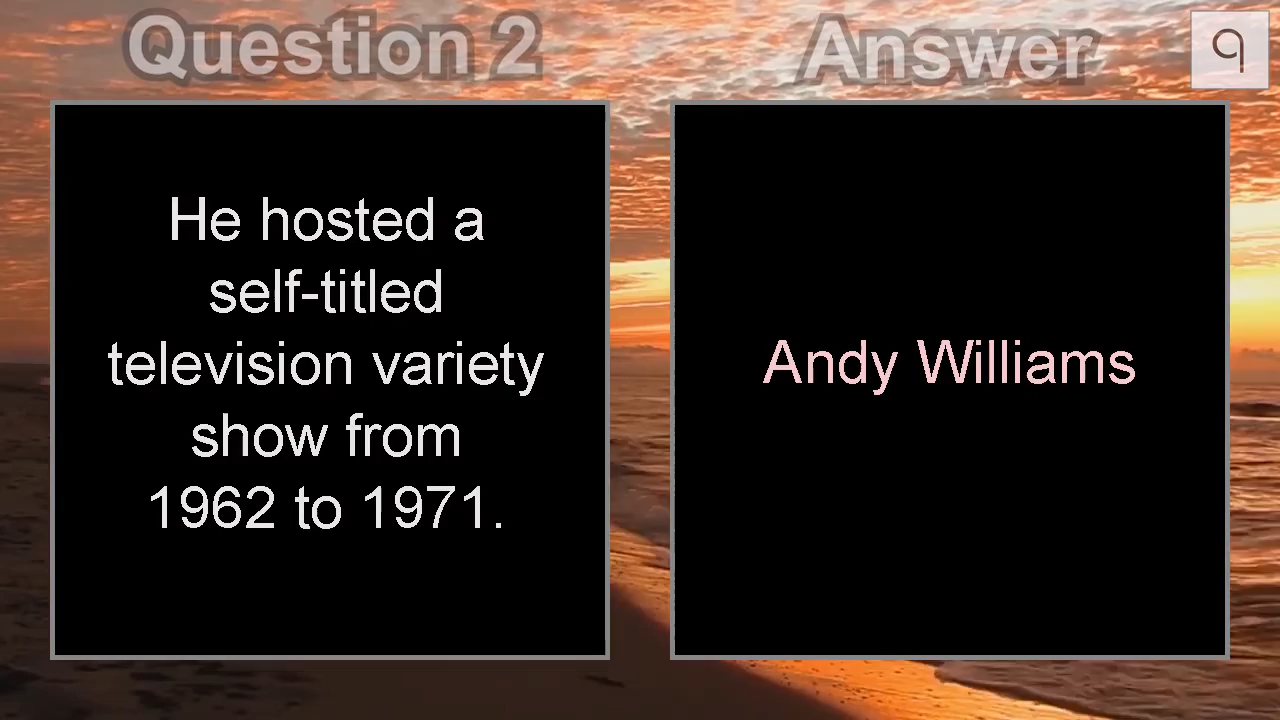 Question 2
He hosted a
self-titled
television variety
show from
1962 to 1971.
Answer
Andy Williams